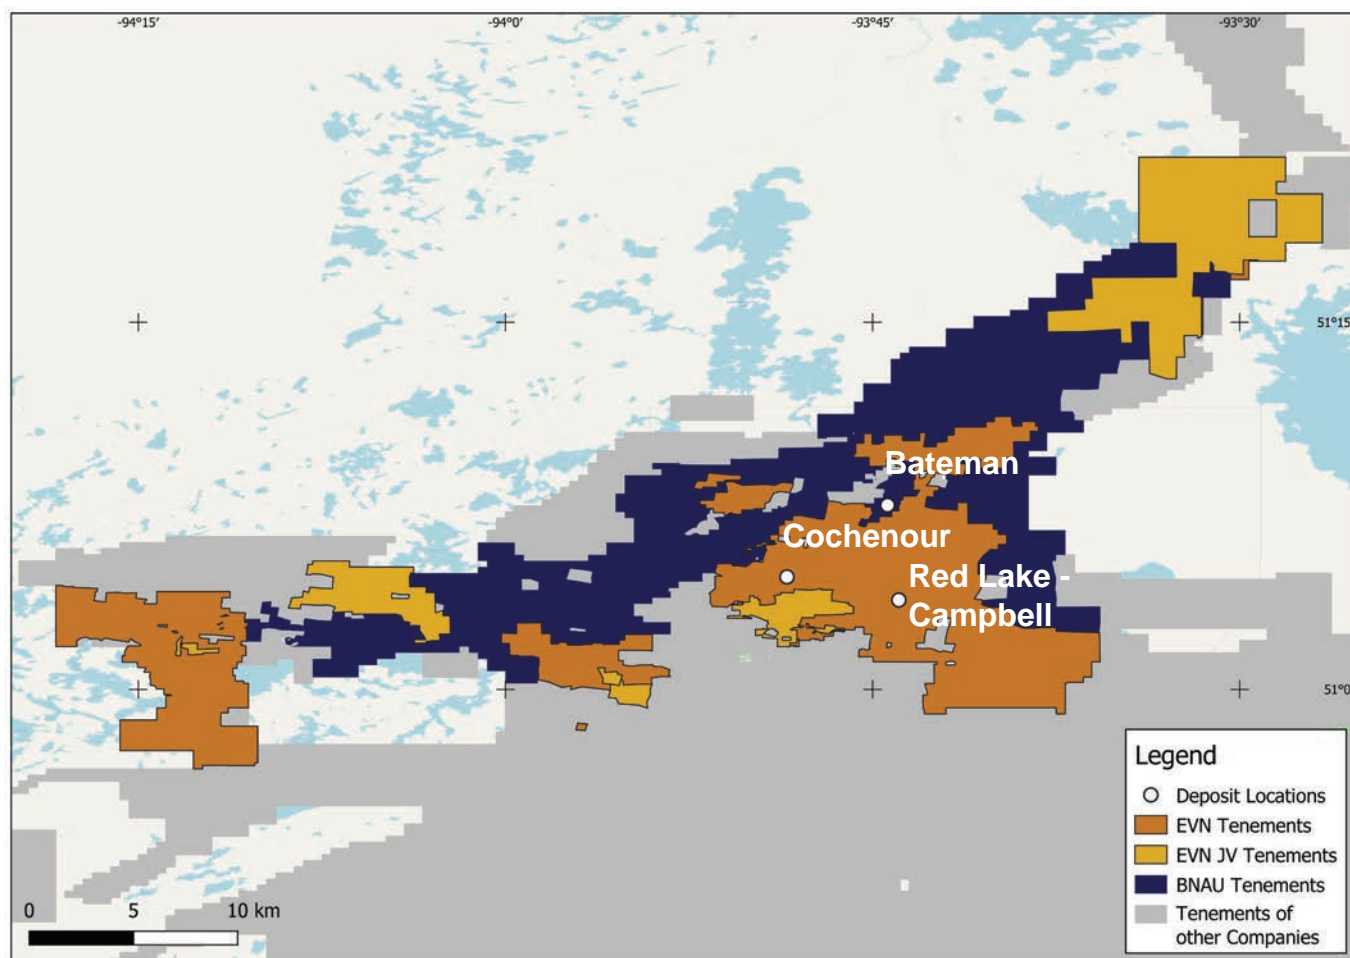 -94°15'
-94°0'
-93°45'
-93°30'
51°15
Bateman
Cochenour
Red Lake -
Campbell
51°0
Legend
Deposit Locations
EVN Tenements
EVN JV Tenements
BNAU Tenements
Tenements of
other Companies
0 5 10 km